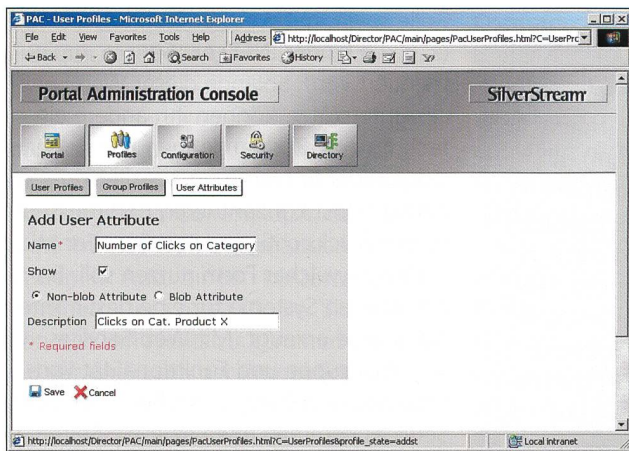 PAC - User Profiles - Microsoft Internet Explorer
File Edit View Favorites Tools Help Address http://localhost/Director/PAC/main/pages/PacUserProfiles.html?C=UserPrc
Back Search Favorites History
Portal Administration Console SilverStream
Portal Profiles Configuration Security Directory
User Profiles Group Profiles User Attributes
Add User Attribute
Name* Number of Clicks on Category
Show
Non-blob Attribute Blob Attribute
Description Clicks on Cat. Product X
* Required fields
Save Cancel
http://localhost/Director/PAC/main/pages/PacUserProfiles.html?C=UserProfiles&profile_state=addst Local intranet